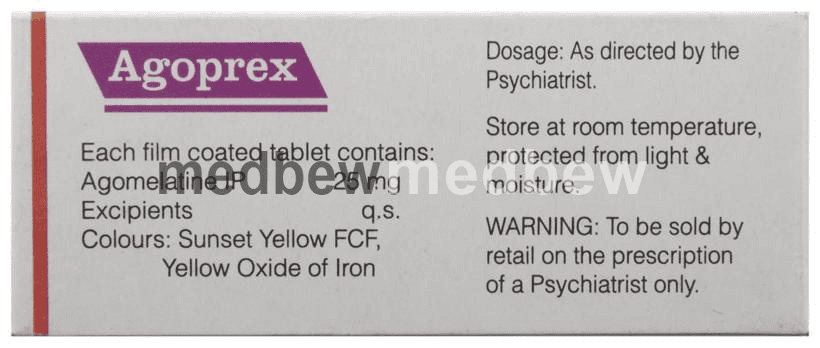 Agoprex
Each film coated tablet contains:
Agomelatine IP 25 mg
Excipients q.s.
Colours: Sunset Yellow FCF,
Yellow Oxide of Iron
Dosage: As directed by the
Psychiatrist.
Store at room temperature,
protected from light &
moisture.
WARNING: To be sold by
retail on the prescription
of a Psychiatrist only.
medbew medbew